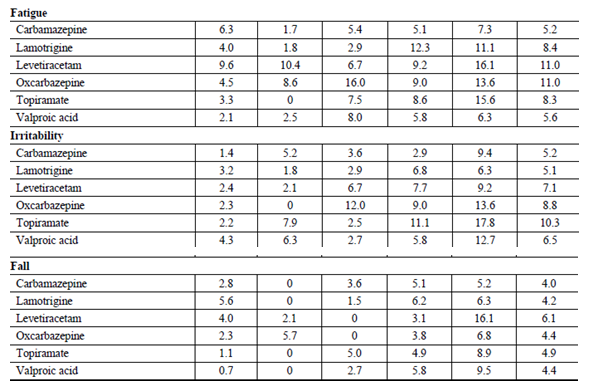 Fatigue
Carbamazepine 6.3 1.7 5.4 5.1 7.3 5.2
Lamotrigine 4.0 1.8 2.9 12.3 11.1 8.4
Levetiracetam 9.6 10.4 6.7 9.2 16.1 11.0
Oxcarbazepine 4.5 8.6 16.0 9.0 13.6 11.0
Topiramate 3.3 0 7.5 8.6 15.6 8.3
Valproic acid 2.1 2.5 8.0 5.8 6.3 5.6
Irritability
Carbamazepine 1.4 5.2 3.6 2.9 9.4 5.2
Lamotrigine 3.2 1.8 2.9 6.8 6.3 5.1
Levetiracetam 2.4 2.1 6.7 7.7 9.2 7.1
Oxcarbazepine 2.3 0 12.0 9.0 13.6 8.8
Topiramate 2.2 7.9 2.5 11.1 17.8 10.3
Valproic acid 4.3 6.3 2.7 5.8 12.7 6.5
Fall
Carbamazepine 2.8 0 3.6 5.1 5.2 4.0
Lamotrigine 5.6 0 1.5 6.2 6.3 4.2
Levetiracetam 4.0 2.1 0 3.1 16.1 6.1
Oxcarbazepine 2.3 5.7 0 3.8 6.8 4.4
Topiramate 1.1 0 5.0 4.9 8.9 4.9
Valproic acid 0.7 0 2.7 5.8 9.5 4.4